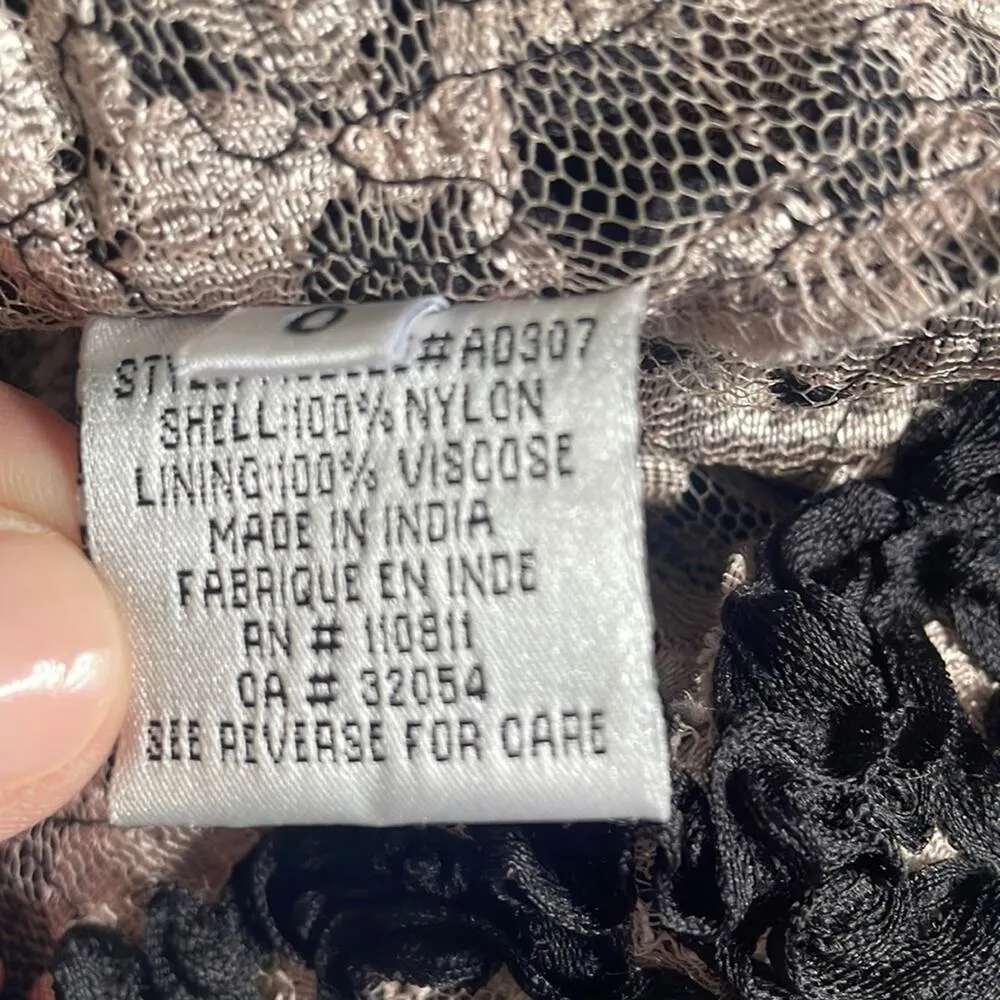 0
#A0307
SHELL:100% NYLON
LINING:100% VISCOSE
MADE IN INDIA
FABRIQUE EN INDE
RN # 110811
CA # 32054
SEE REVERSE FOR CARE